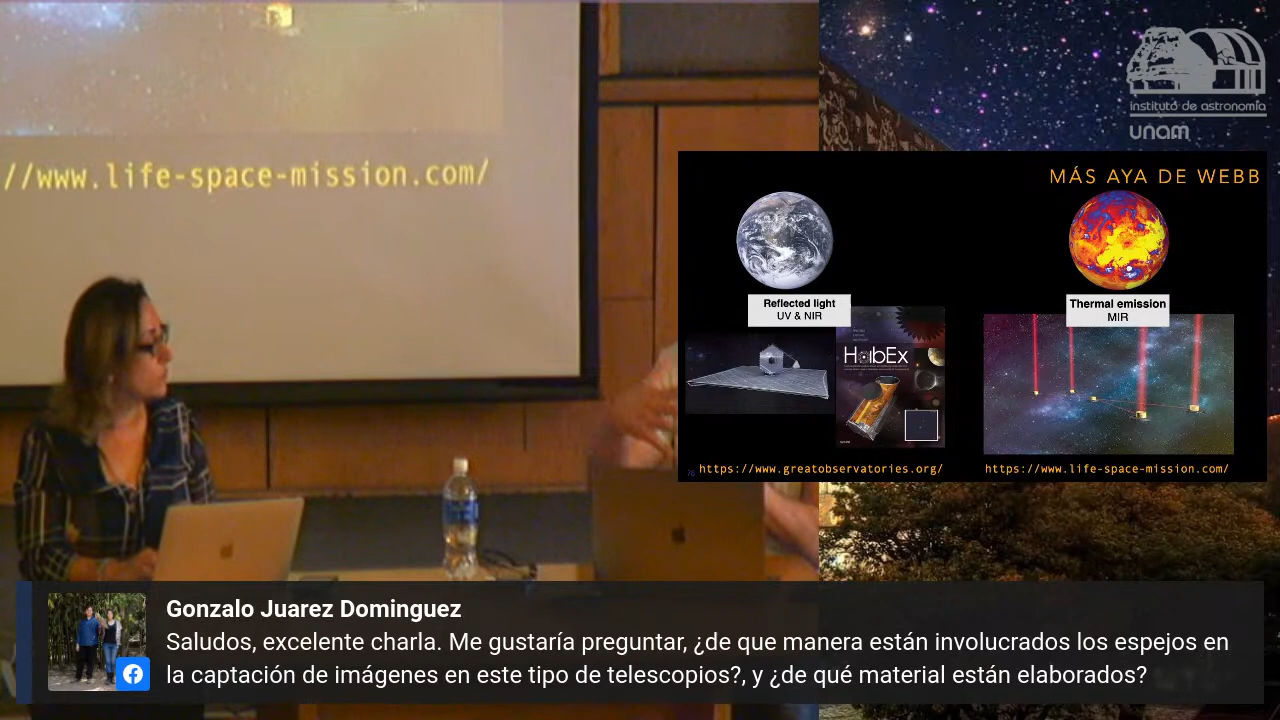 //www.life-space-mission.com/
instituto de astronomía
unam
MÁS AYA DE WEBB
Reflected light
UV & NIR
Thermal emission
MIR
HabEx
76 https://www.greatobservatories.org/
https://www.life-space-mission.com/
Gonzalo Juarez Dominguez
Saludos, excelente charla. Me gustaría preguntar, ¿de que manera están involucrados los espejos en
la captación de imágenes en este tipo de telescopios?, y ¿de qué material están elaborados?